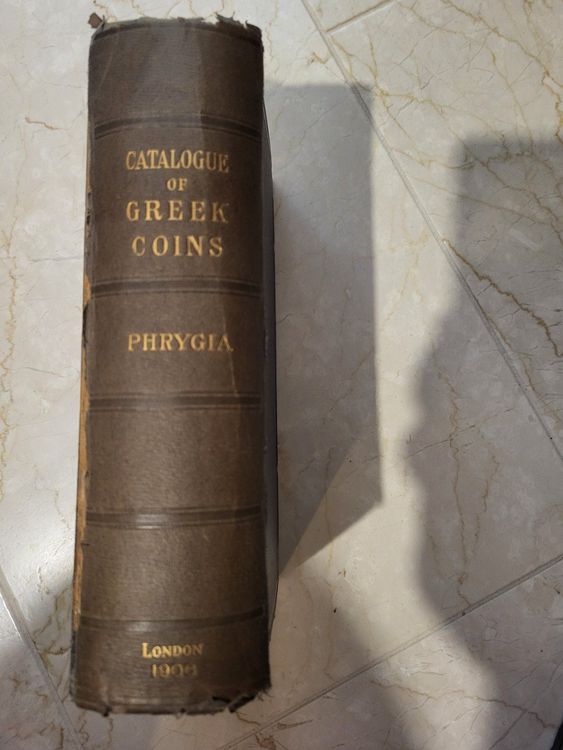 CATALOGUE
OF
GREEK
COINS
PHRYGIA
LONDON
1906